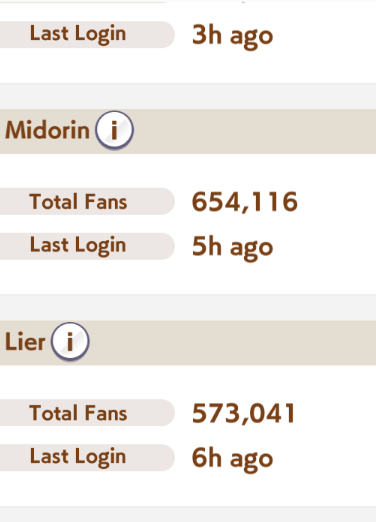 Last Login 3h ago
Midorin i
Total Fans 654,116
Last Login 5h ago
Lier i
Total Fans 573,041
Last Login 6h ago